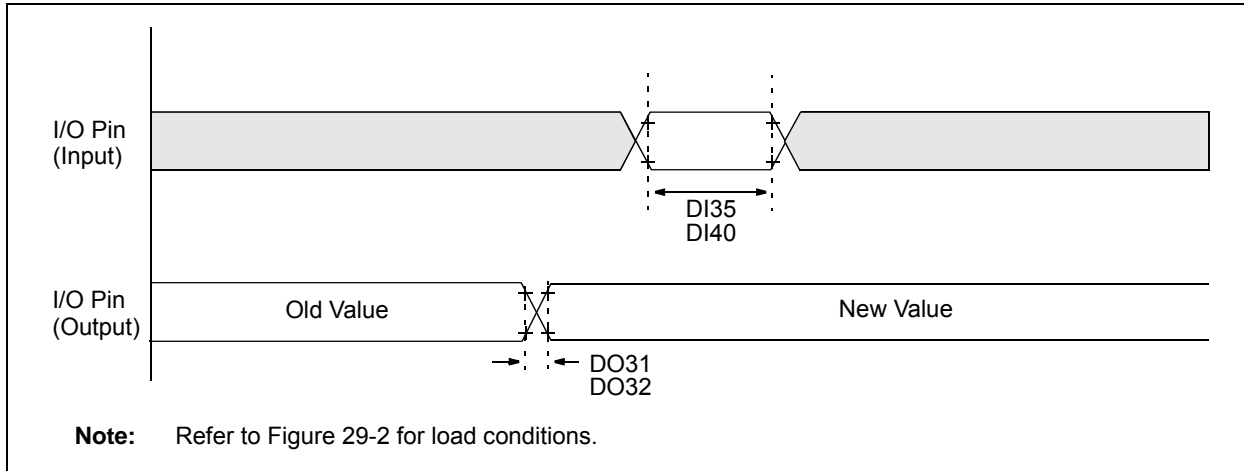 I/O Pin
(Input)
DI35
DI40
I/O Pin
(Output)
Old Value
New Value
DO31
DO32
Note: Refer to Figure 29-2 for load conditions.